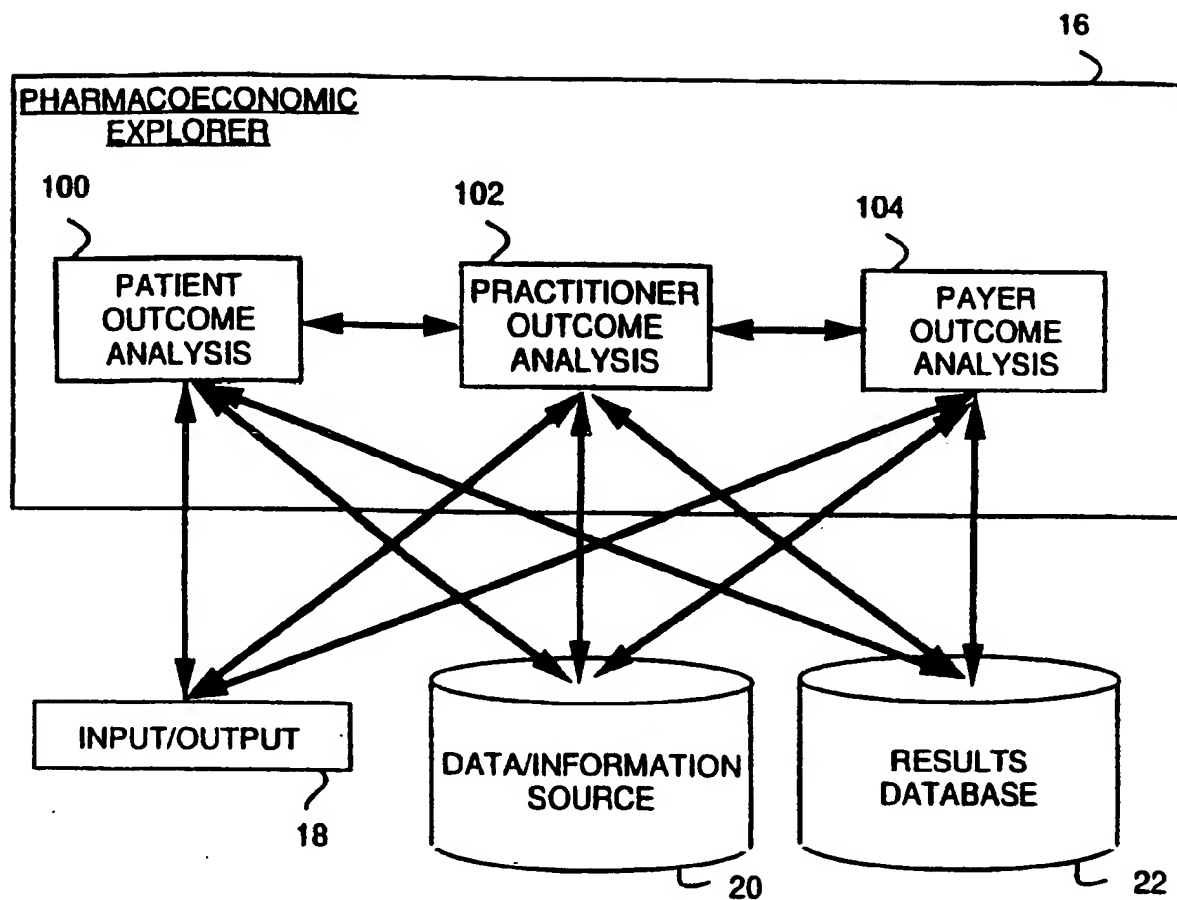 16
PHARMACOECONOMIC
EXPLORER
100
102
104
PATIENT
OUTCOME
ANALYSIS
PRACTITIONER
OUTCOME
ANALYSIS
PAYER
OUTCOME
ANALYSIS
INPUT/OUTPUT
18
DATA/INFORMATION
SOURCE
20
RESULTS
DATABASE
22